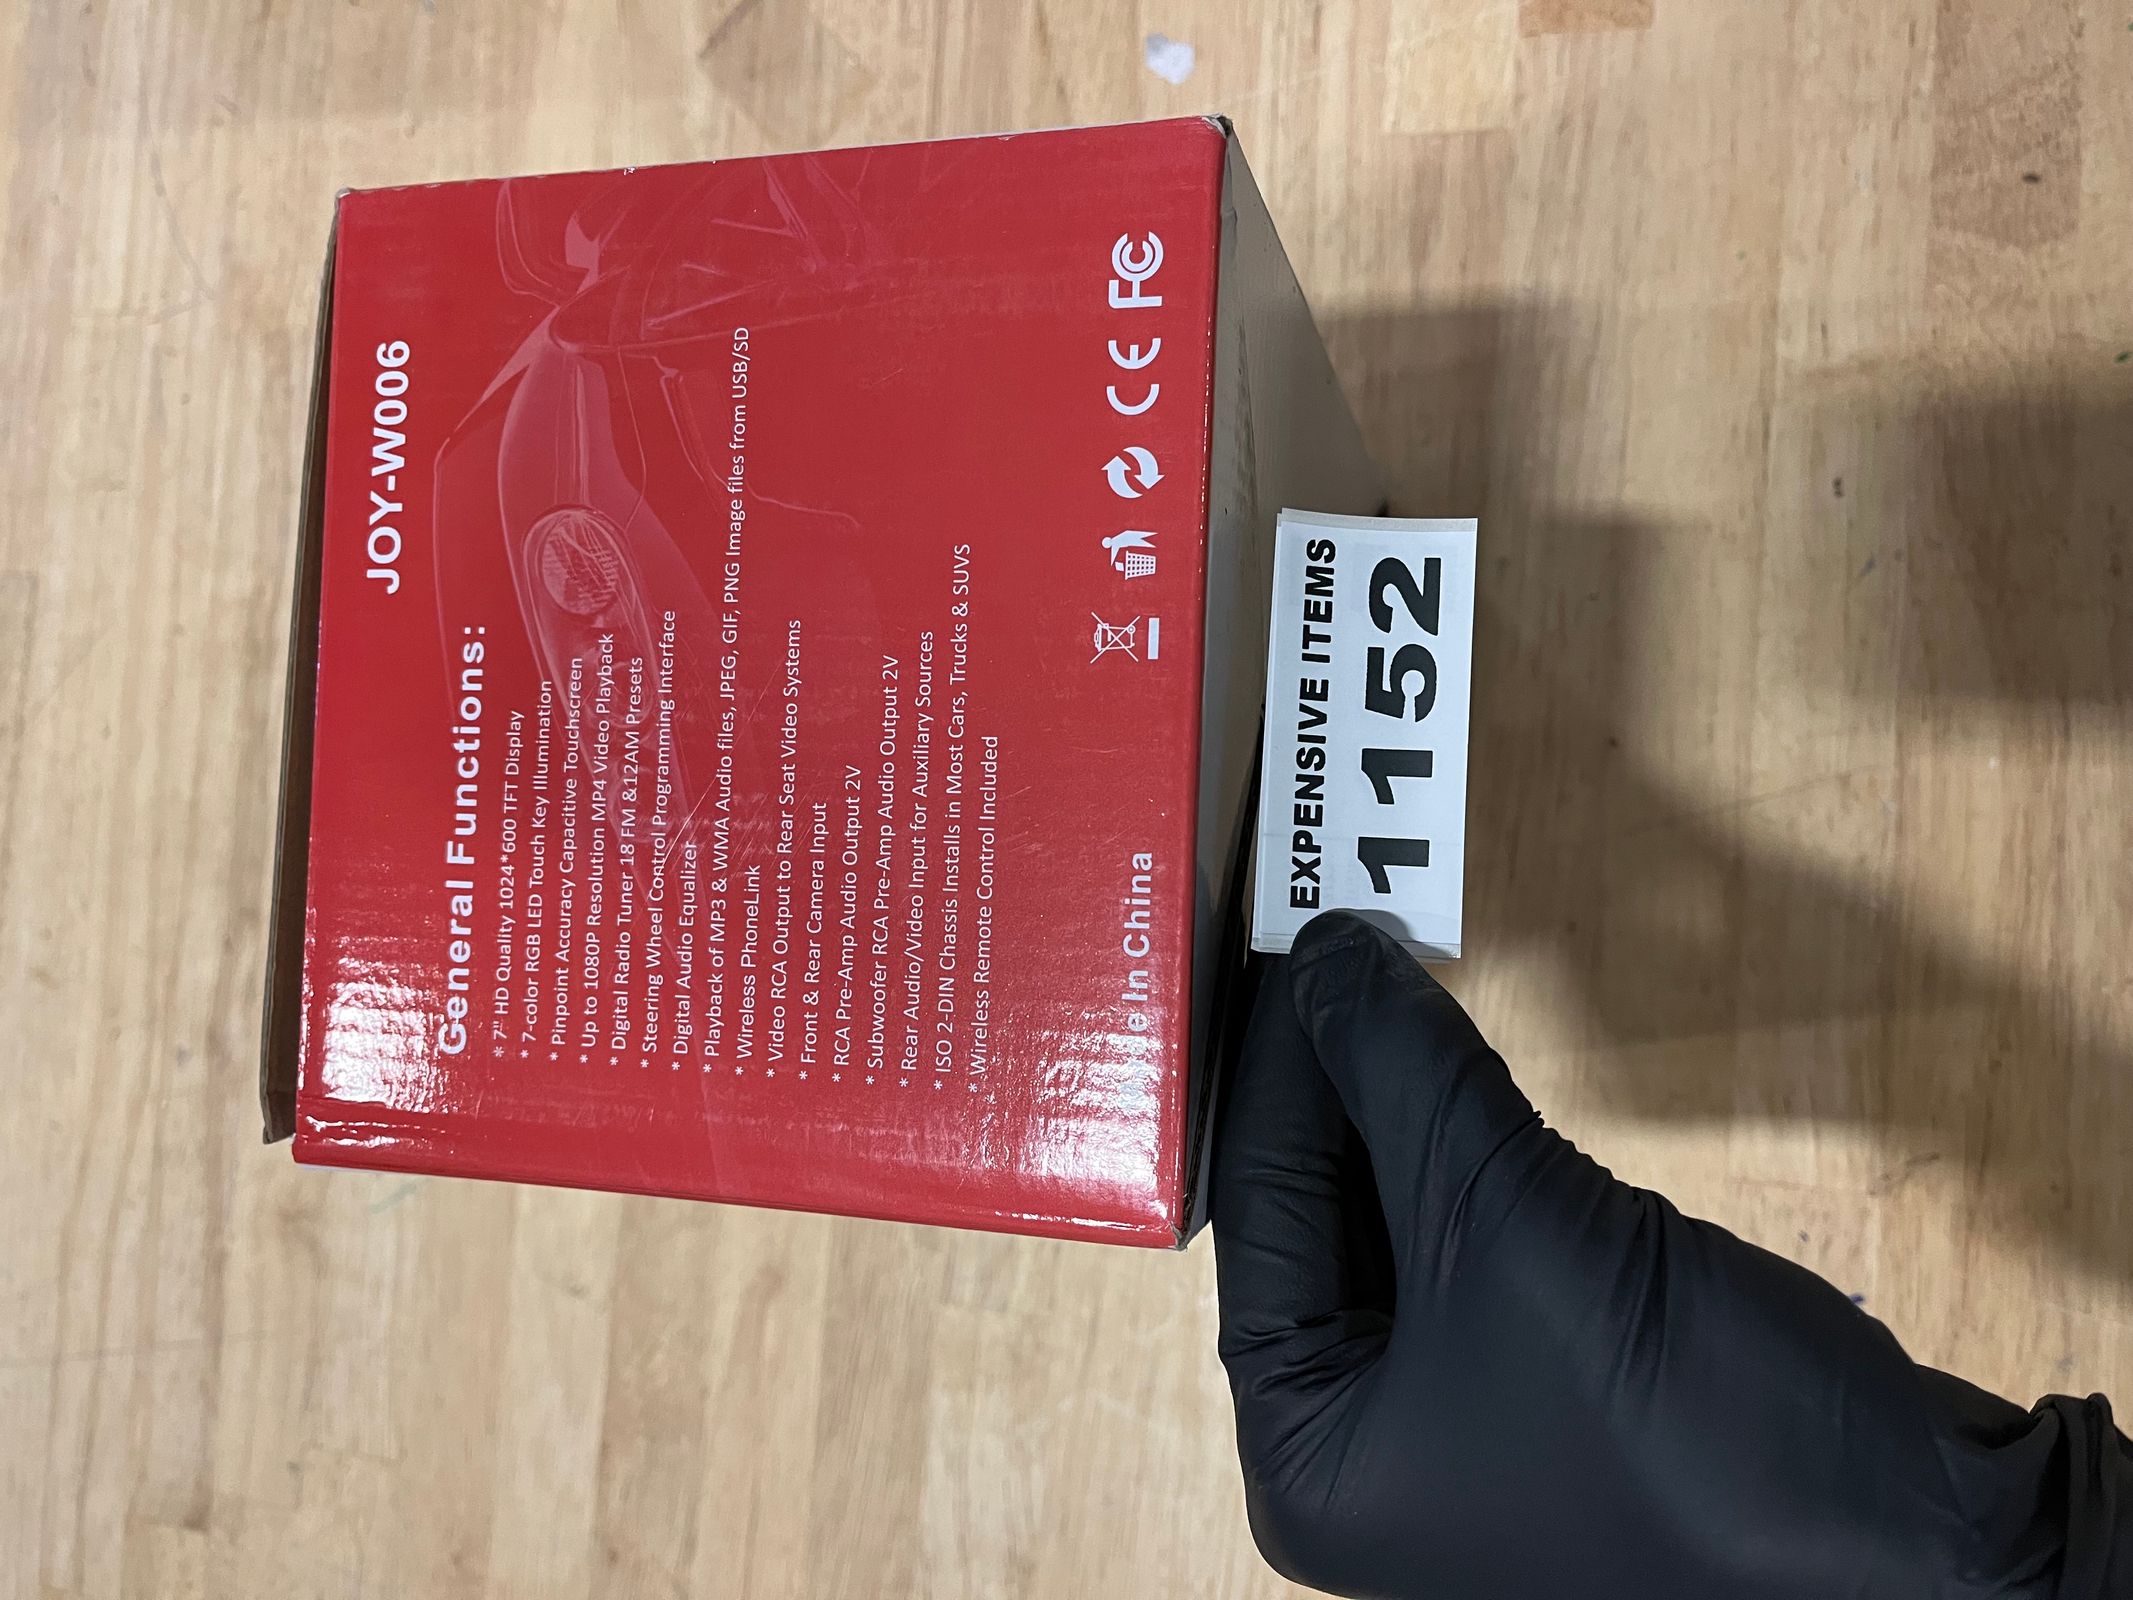 JOY-W006
General Functions:
* 7" HD Quality 1024*600 TFT Display
* 7-color RGB LED Touch Key Illumination
* Pinpoint Accuracy Capacitive Touchscreen
* Up to 1080P Resolution MP4 Video Playback
* Digital Radio Tuner 18 FM &12AM Presets
* Steering Wheel Control Programming Interface
* Digital Audio Equalizer
* Playback of MP3 & WMA Audio files, JPEG, GIF, PNG Image files from USB/SD
* Wireless PhoneLink
* Video RCA Output to Rear Seat Video Systems
* Front & Rear Camera Input
* RCA Pre-Amp Audio Output 2V
* Subwoofer RCA Pre-Amp Audio Output 2V
* Rear Audio/Video Input for Auxiliary Sources
* ISO 2-DIN Chassis Installs in Most Cars, Trucks & SUVS
* Wireless Remote Control Included
Made In China
CE FC
EXPENSIVE ITEMS
1152